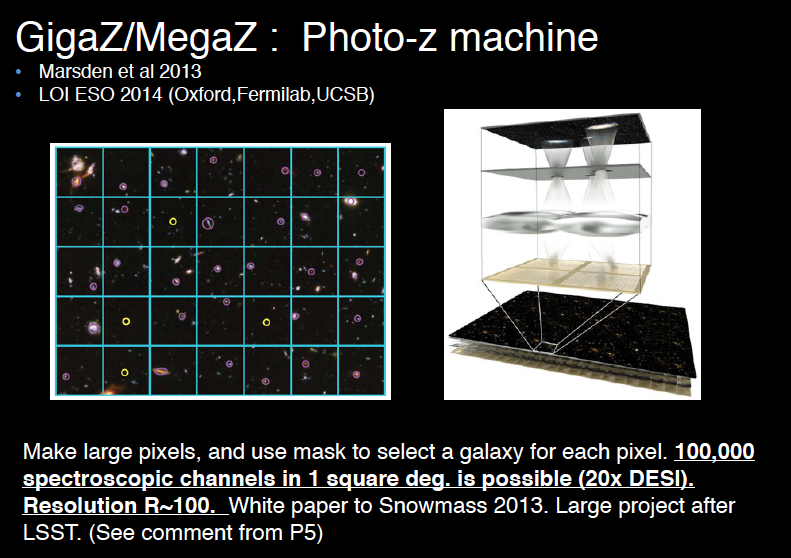 GigaZ/MegaZ : Photo-z machine
• Marsden et al 2013
• LOI ESO 2014 (Oxford,Fermilab,UCSB)
Make large pixels, and use mask to select a galaxy for each pixel. 100,000
spectroscopic channels in 1 square deg. is possible (20x DESI).
Resolution R~100. White paper to Snowmass 2013. Large project after
LSST. (See comment from P5)